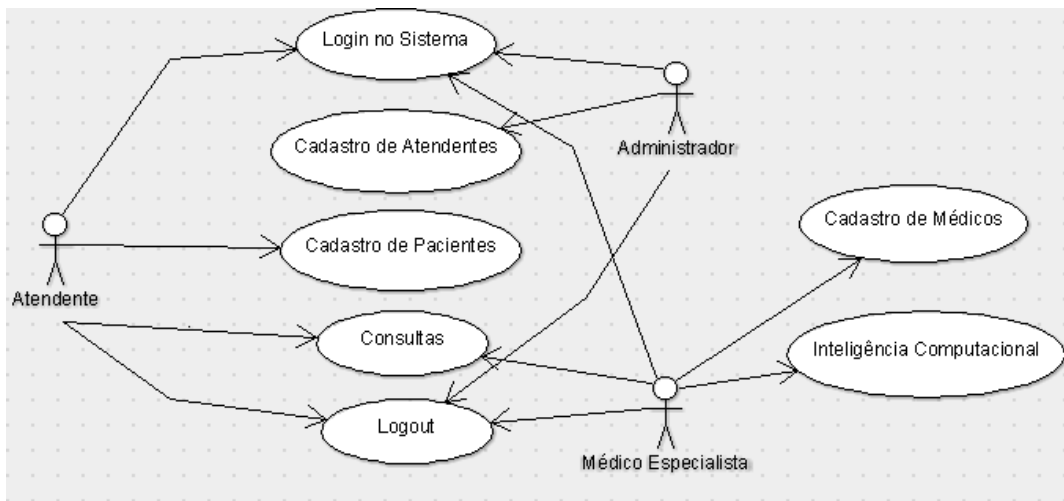 Login no Sistema
Cadastro de Atendentes
Administrador
Cadastro de Médicos
Cadastro de Pacientes
Atendente
Consultas
Inteligência Computacional
Logout
Médico Especialista